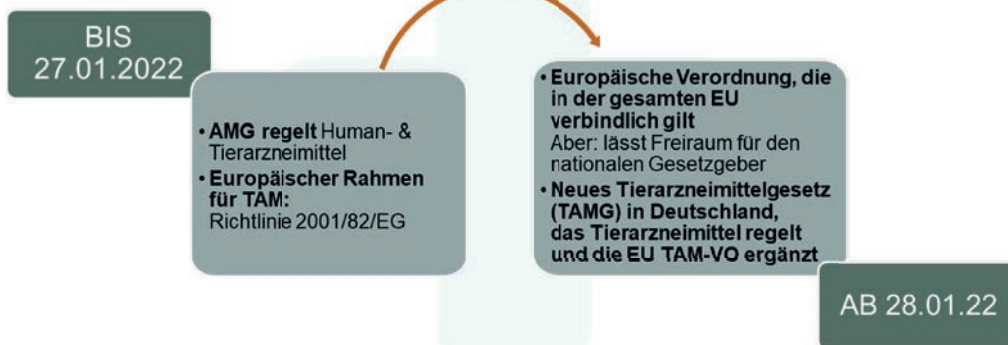 BIS
27.01.2022
• AMG regelt Human- &
Tierarzneimittel
• Europäischer Rahmen
für TAM:
Richtlinie 2001/82/EG
• Europäische Verordnung, die
in der gesamten EU
verbindlich gilt
Aber: lässt Freiraum für den
nationalen Gesetzgeber
• Neues Tierarzneimittelgesetz
(TAMG) in Deutschland,
das Tierarzneimittel regelt
und die EU TAM-VO ergänzt
AB 28.01.22